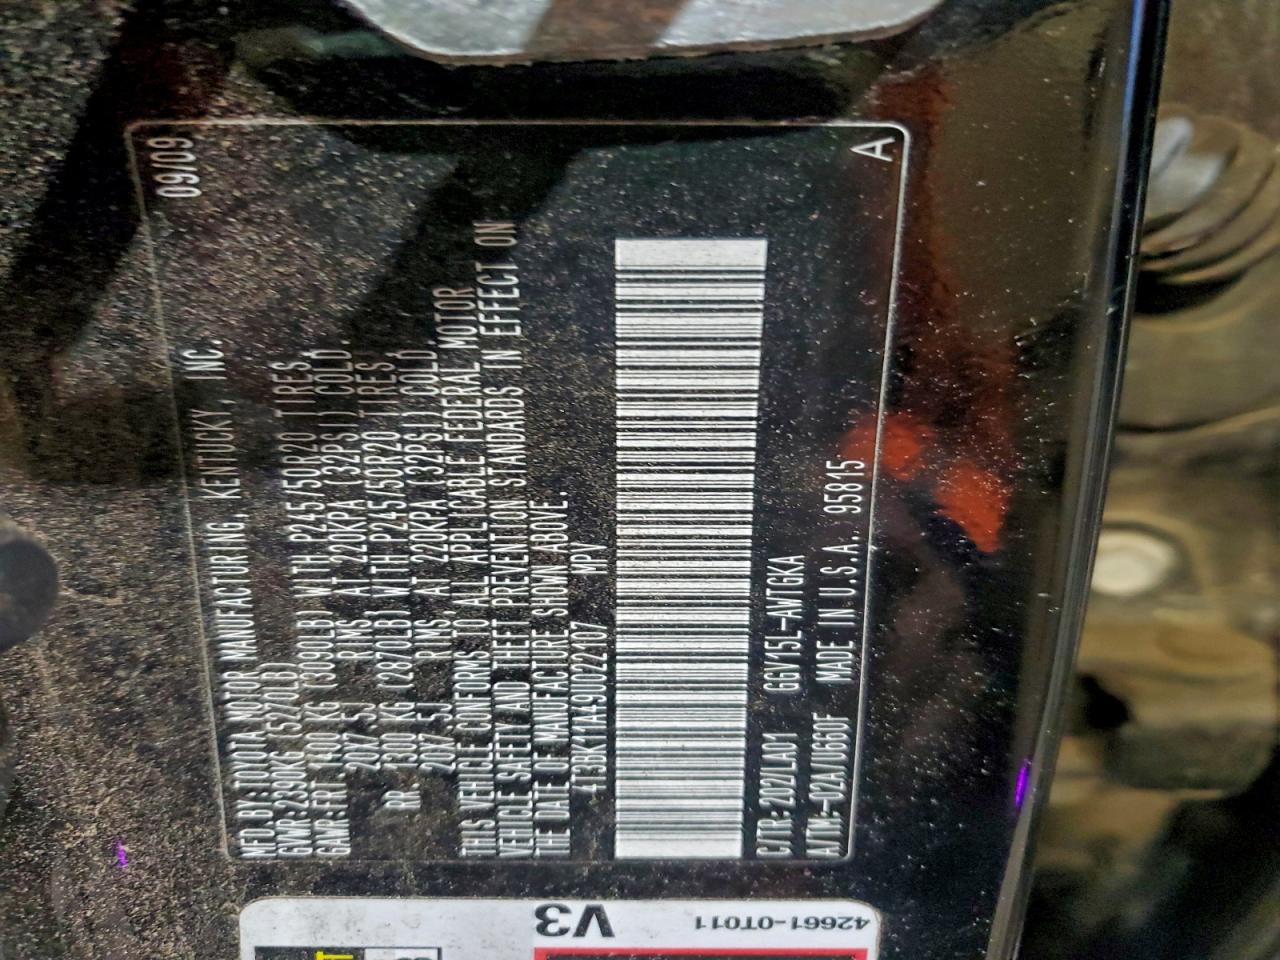 MFD. BY: TOYOTA MOTOR MANUFACTURING, KENTUCKY, INC. 09/09
GVWR: 2390KG (5270LB)
GAWR: FRT. 1400 KG (3090LB) WITH P245/50R20 TIRES,
20X7.5J RIMS AT 220KPA (32PSI) COLD.
RR. 1300 KG (2870LB) WITH P245/50R20 TIRES,
20X7.5J RIMS AT 220KPA (32PSI) COLD.
THIS VEHICLE CONFORMS TO ALL APPLICABLE FEDERAL MOTOR
VEHICLE SAFETY AND THEFT PREVENTION STANDARDS IN EFFECT ON
THE DATE OF MANUFACTURE SHOWN ABOVE.
4T3BK11A49U022107 MPV
C/TR: 202/LA01 GGV15L-AWTGKA
A/TM: -02A/U660F MADE IN U.S.A. 95815 A
V3 42661-0T011